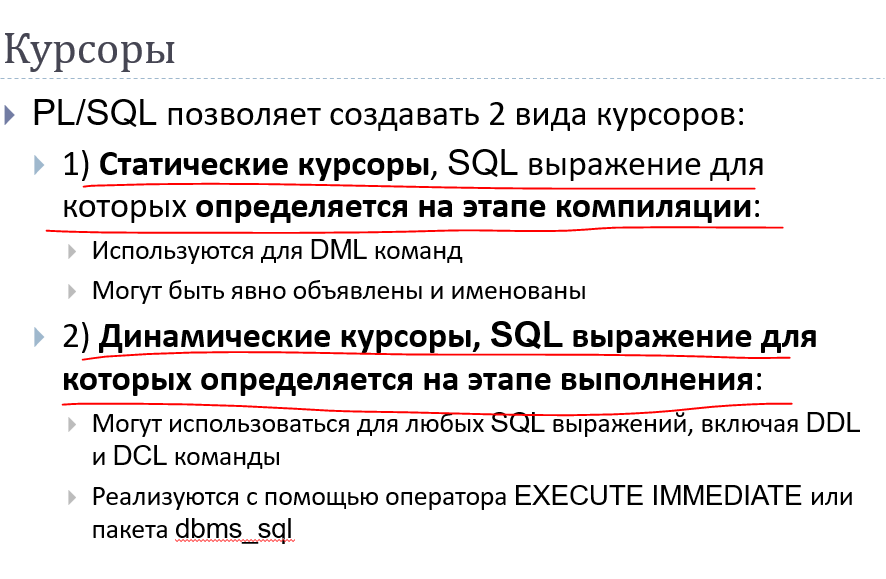 Курсоры
PL/SQL позволяет создавать 2 вида курсоров:
1) Статические курсоры, SQL выражение для
которых определяется на этапе компиляции:
Используются для DML команд
Могут быть явно объявлены и именованы
2) Динамические курсоры, SQL выражение для
которых определяется на этапе выполнения:
Могут использоваться для любых SQL выражений, включая DDL
и DCL команды
Реализуются с помощью оператора EXECUTE IMMEDIATE или
пакета dbms_sql